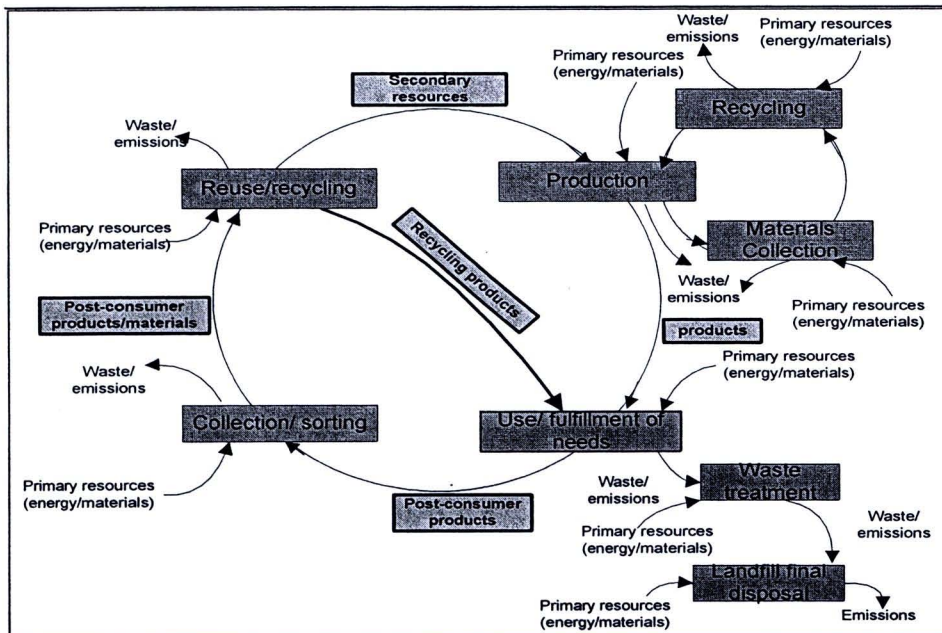 Waste/
emissions
Primary resources
(energy/materials)
Primary resources
(energy/materials)
Secondary
resources
Recycling
Waste/
emissions
Reuse/recycling
Production
Primary resources
(energy/materials)
Recycling products
Materials
Collection
Waste/
emissions
Primary resources
(energy/materials)
Post-consumer
products/materials
products
Waste/
emissions
Primary resources
(energy/materials)
Collection/ sorting
Use/ fulfillment of
needs
Primary resources
(energy/materials)
Post-consumer
products
Waste/
emissions
Waste
treatment
Primary resources
(energy/materials)
Waste/
emissions
Landfill final
disposal
Primary resources
(energy/materials)
Emissions